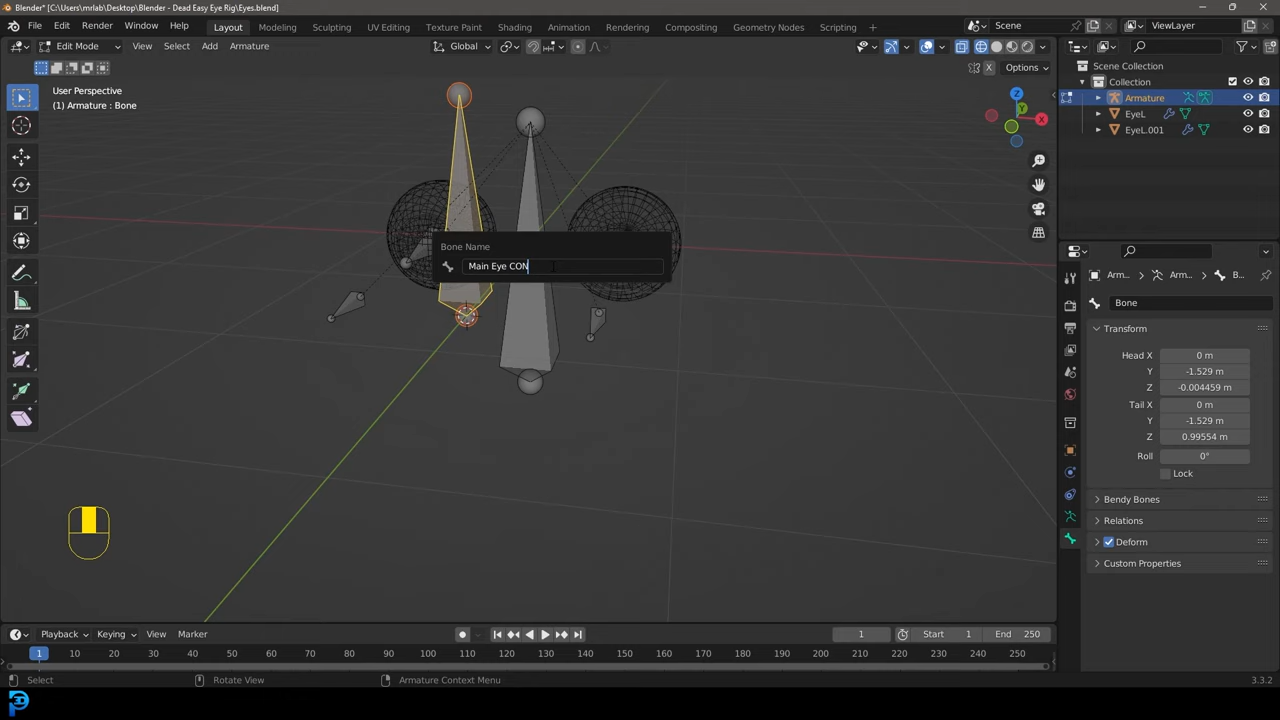 Blender* [C:\Users\mrlab\Desktop\Blender - Dead Easy Eye Rig\Eyes.blend]
File Edit Render Window Help Layout Modeling Sculpting UV Editing Texture Paint Shading Animation Rendering Compositing Geometry Nodes Scripting Scene ViewLayer
Edit Mode View Select Add Armature Global
X Options
User Perspective
(1) Armature : Bone
Scene Collection
Collection
Armature
EyeL
EyeL.001
Z
Y
X
Bone Name
Main Eye CON
Arm... Arm... B...
Bone
Transform
Head X 0 m
Y -1.529 m
Z -0.004459 m
Tail X 0 m
Y -1.529 m
Z 0.99554 m
Roll 0°
Lock
Bendy Bones
Relations
Deform
Custom Properties
Playback Keying View Marker 1 Start 1 End 250
1 10 20 30 40 50 60 70 80 90 100 110 120 130 140 150 160 170 180 190 200 210 220 230 240 250
Select Rotate View Armature Context Menu 3.3.2